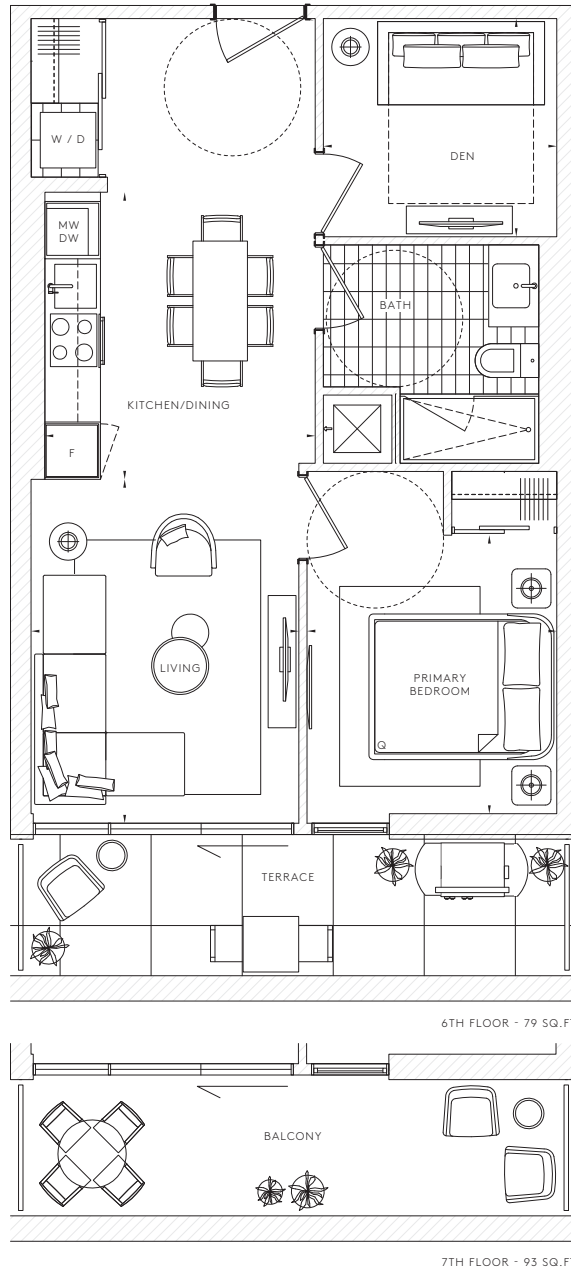 W / D
DEN
MW
DW
BATH
KITCHEN/DINING
F
LIVING
PRIMARY
BEDROOM
Q
TERRACE
6TH FLOOR - 79 SQ.FT
BALCONY
7TH FLOOR - 93 SQ.FT